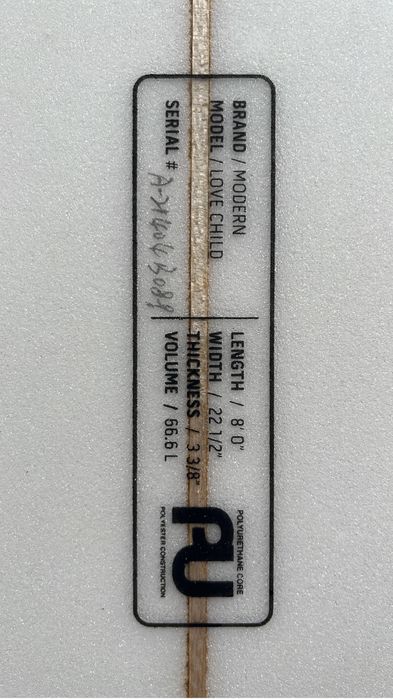 BRAND / MODERN
MODEL / LOVE CHILD
SERIAL #
LENGTH / 8' 0"
WIDTH / 22 1/2"
THICKNESS / 3 3/8"
VOLUME / 66.6 L
POLYURETHANE CORE
PU
POLYESTER CONSTRUCTION